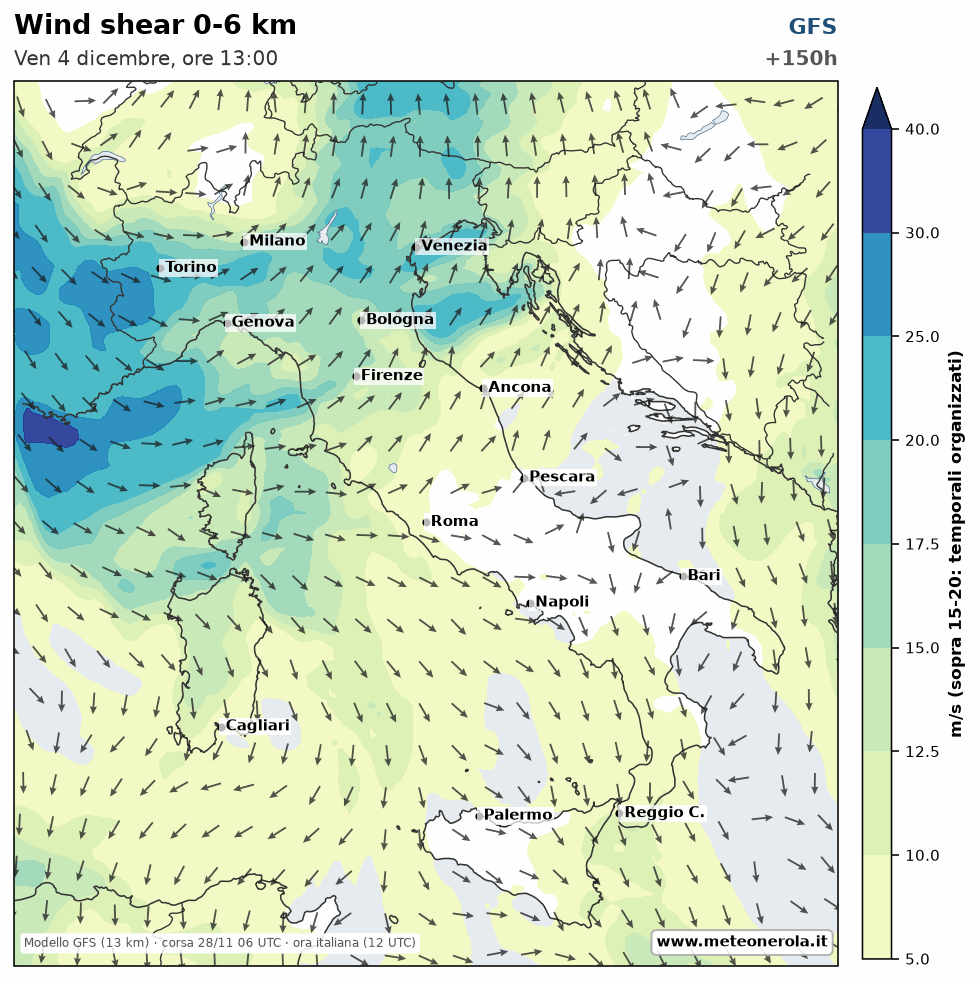 Wind shear 0-6 km
GFS
Ven 4 dicembre, ore 13:00
+150h
40.0
30.0
25.0
20.0
17.5
15.0
12.5
10.0
5.0
m/s (sopra 15-20: temporali organizzati)
Milano
Venezia
Torino
Genova
Bologna
Firenze
Ancona
Pescara
Roma
Bari
Napoli
Cagliari
Palermo
Reggio C.
Modello GFS (13 km) · corsa 28/11 06 UTC · ora italiana (12 UTC)
www.meteonerola.it